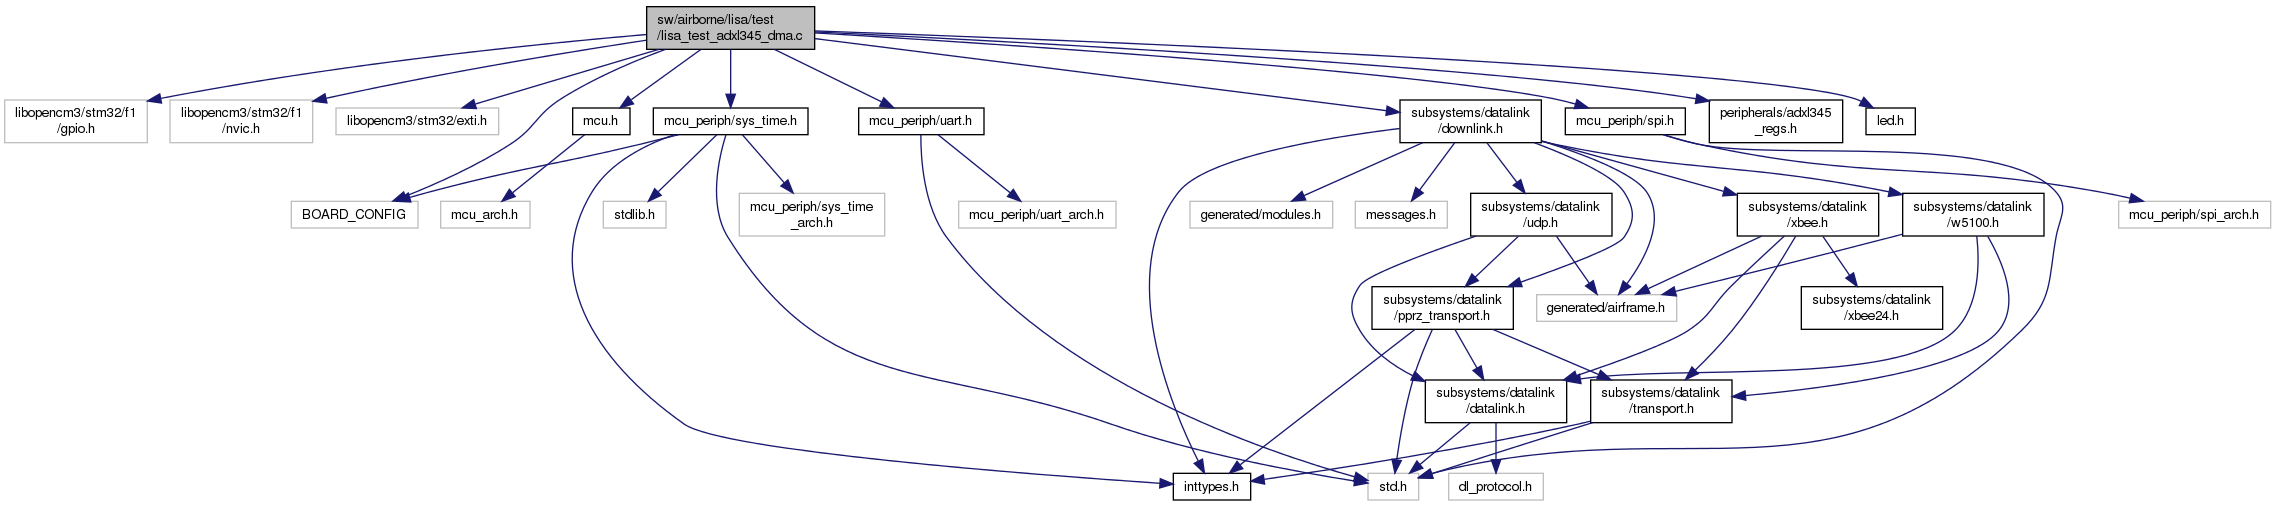 sw/airborne/lisa/test
/lisa_test_adxl345_dma.c
libopencm3/stm32/f1
/gpio.h
libopencm3/stm32/f1
/nvic.h
libopencm3/stm32/exti.h
mcu.h
mcu_periph/sys_time.h
mcu_periph/uart.h
subsystems/datalink
/downlink.h
mcu_periph/spi.h
peripherals/adxl345
_regs.h
led.h
BOARD_CONFIG
mcu_arch.h
stdlib.h
mcu_periph/sys_time
_arch.h
mcu_periph/uart_arch.h
generated/modules.h
messages.h
subsystems/datalink
/udp.h
subsystems/datalink
/xbee.h
subsystems/datalink
/w5100.h
mcu_periph/spi_arch.h
subsystems/datalink
/pprz_transport.h
generated/airframe.h
subsystems/datalink
/xbee24.h
subsystems/datalink
/datalink.h
subsystems/datalink
/transport.h
inttypes.h
std.h
dl_protocol.h